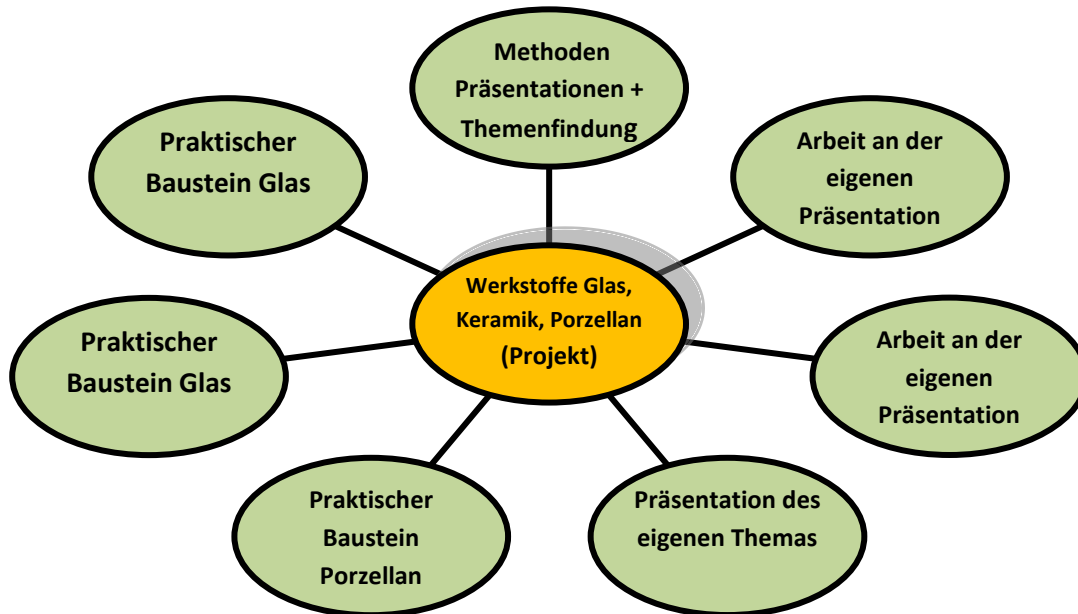 Methoden
Präsentationen +
Themenfindung
Praktischer
Baustein Glas
Arbeit an der
eigenen
Präsentation
Werkstoffe Glas,
Keramik, Porzellan
(Projekt)
Praktischer
Baustein Glas
Arbeit an der
eigenen
Präsentation
Praktischer
Baustein
Porzellan
Präsentation des
eigenen Themas